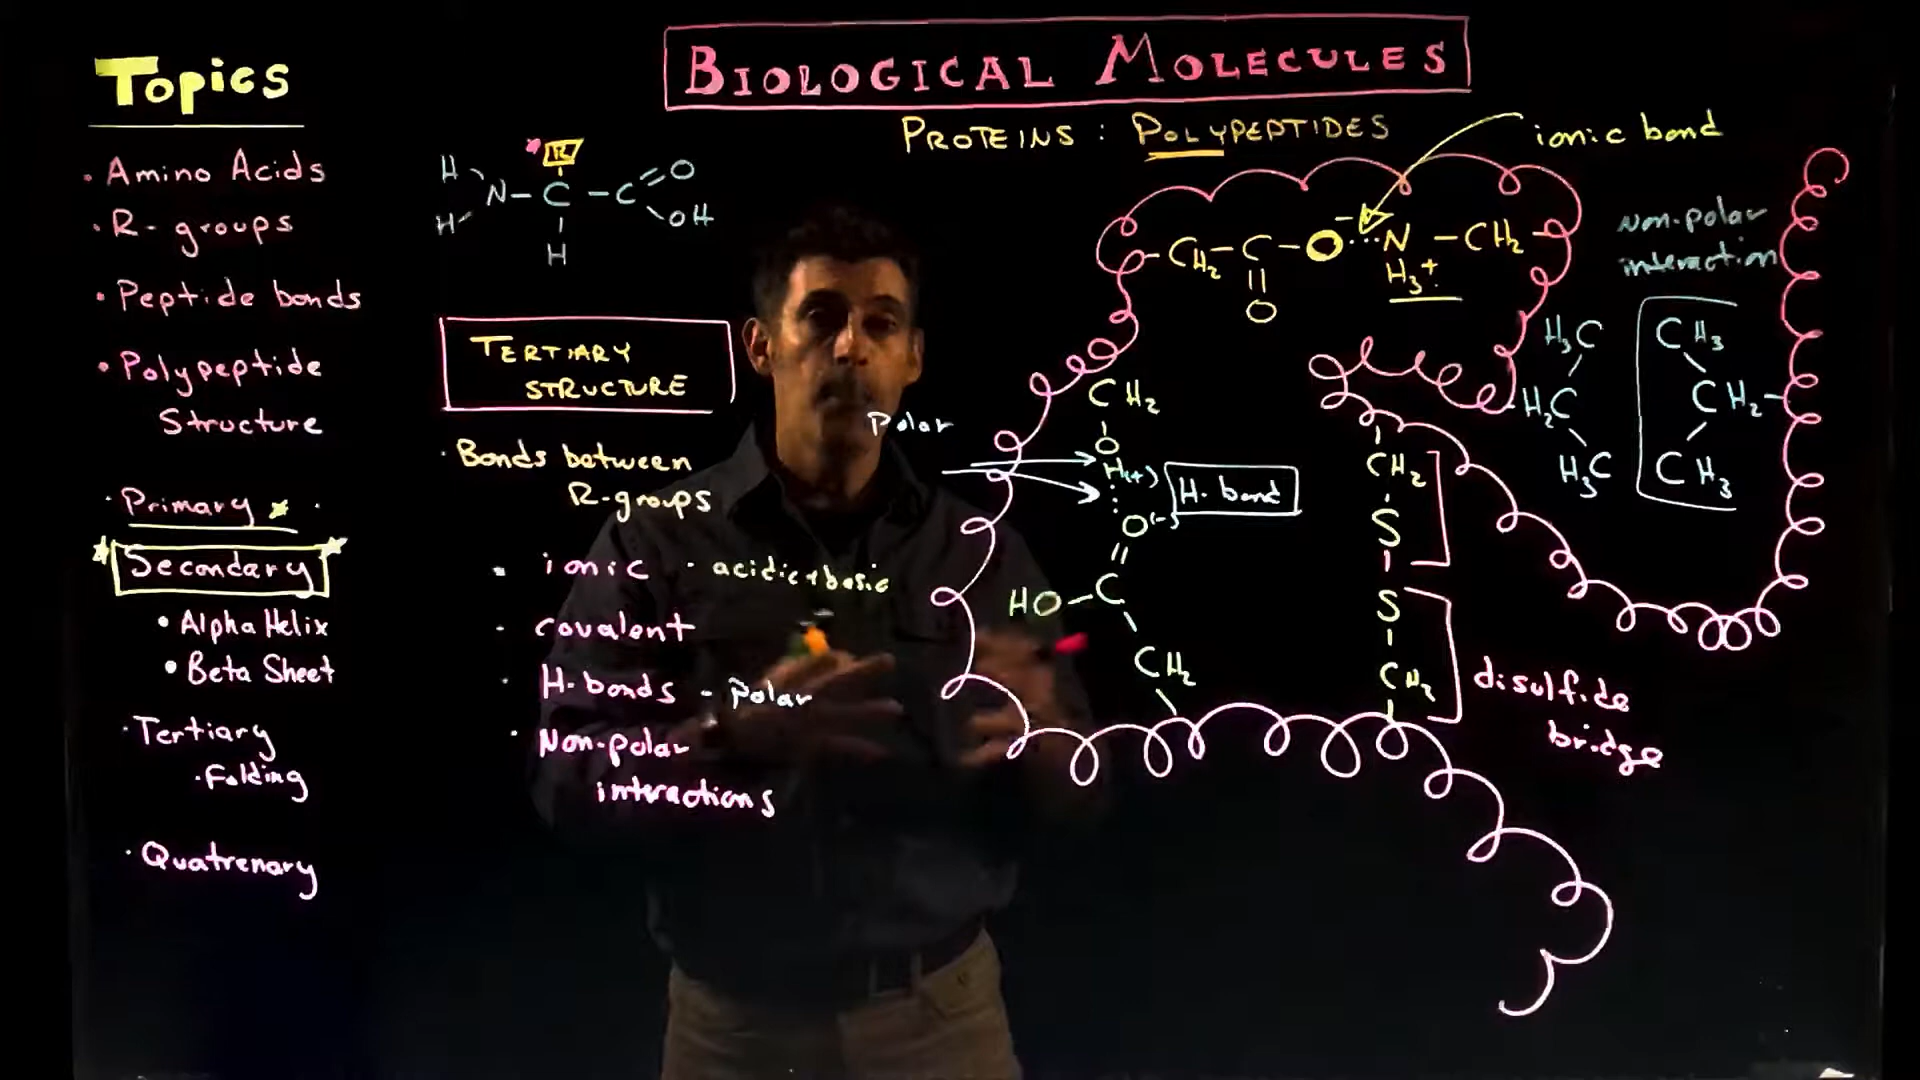 Topics
• Amino Acids
• R-groups
• Peptide bonds
• Polypeptide
Structure
• Primary
Secondary
• Alpha Helix
• Beta Sheet
• Tertiary
• Folding
• Quatrenary
BIOLOGICAL MOLECULES
PROTEINS: POLYPEPTIDES
R
H
N - C - C = O
H
OH
H
TERTIARY
STRUCTURE
• Bonds between
R-groups
• ionic - acidic + basic
• covalent
• H-bonds - polar
• Non-polar
interactions
ionic bond
- CH2 - C - O - ... N - CH2 -
H3+
O
Polar
CH2
O
H(+)
O(-)
H-bond
HO - C
CH2
CH2
S
S
CH2
disulfide
bridge
Non-polar
interaction
H3C
H2C
H3C
CH3
CH2 -
CH3